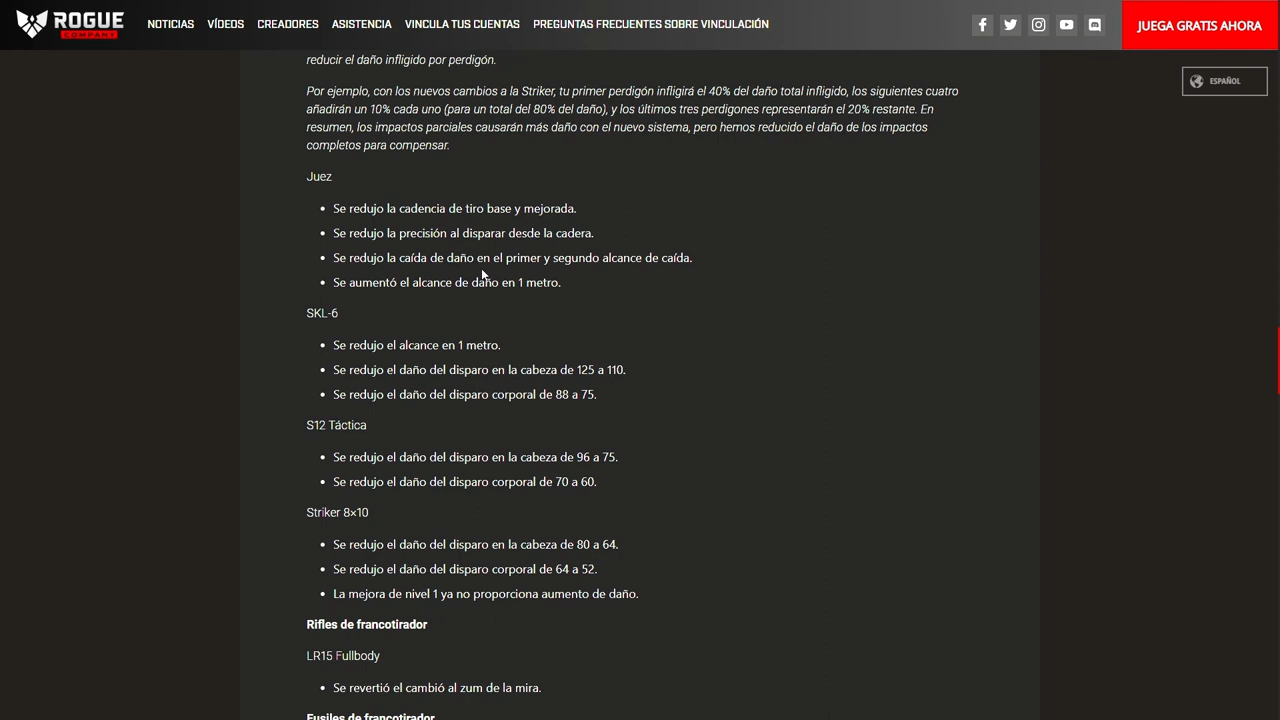 ROGUE
COMPANY
NOTICIAS VÍDEOS CREADORES ASISTENCIA VINCULA TUS CUENTAS PREGUNTAS FRECUENTES SOBRE VINCULACIÓN
JUEGA GRATIS AHORA
ESPAÑOL
reducir el daño infligido por perdigón.
Por ejemplo, con los nuevos cambios a la Striker, tu primer perdigón infligirá el 40% del daño total infligido, los siguientes cuatro
añadirán un 10% cada uno (para un total del 80% del daño), y los últimos tres perdigones representarán el 20% restante. En
resumen, los impactos parciales causarán más daño con el nuevo sistema, pero hemos reducido el daño de los impactos
completos para compensar.
Juez
• Se redujo la cadencia de tiro base y mejorada.
• Se redujo la precisión al disparar desde la cadera.
• Se redujo la caída de daño en el primer y segundo alcance de caída.
• Se aumentó el alcance de daño en 1 metro.
SKL-6
• Se redujo el alcance en 1 metro.
• Se redujo el daño del disparo en la cabeza de 125 a 110.
• Se redujo el daño del disparo corporal de 88 a 75.
S12 Táctica
• Se redujo el daño del disparo en la cabeza de 96 a 75.
• Se redujo el daño del disparo corporal de 70 a 60.
Striker 8×10
• Se redujo el daño del disparo en la cabeza de 80 a 64.
• Se redujo el daño del disparo corporal de 64 a 52.
• La mejora de nivel 1 ya no proporciona aumento de daño.
Rifles de francotirador
LR15 Fullbody
• Se revertió el cambió al zum de la mira.
Fusiles de francotirador